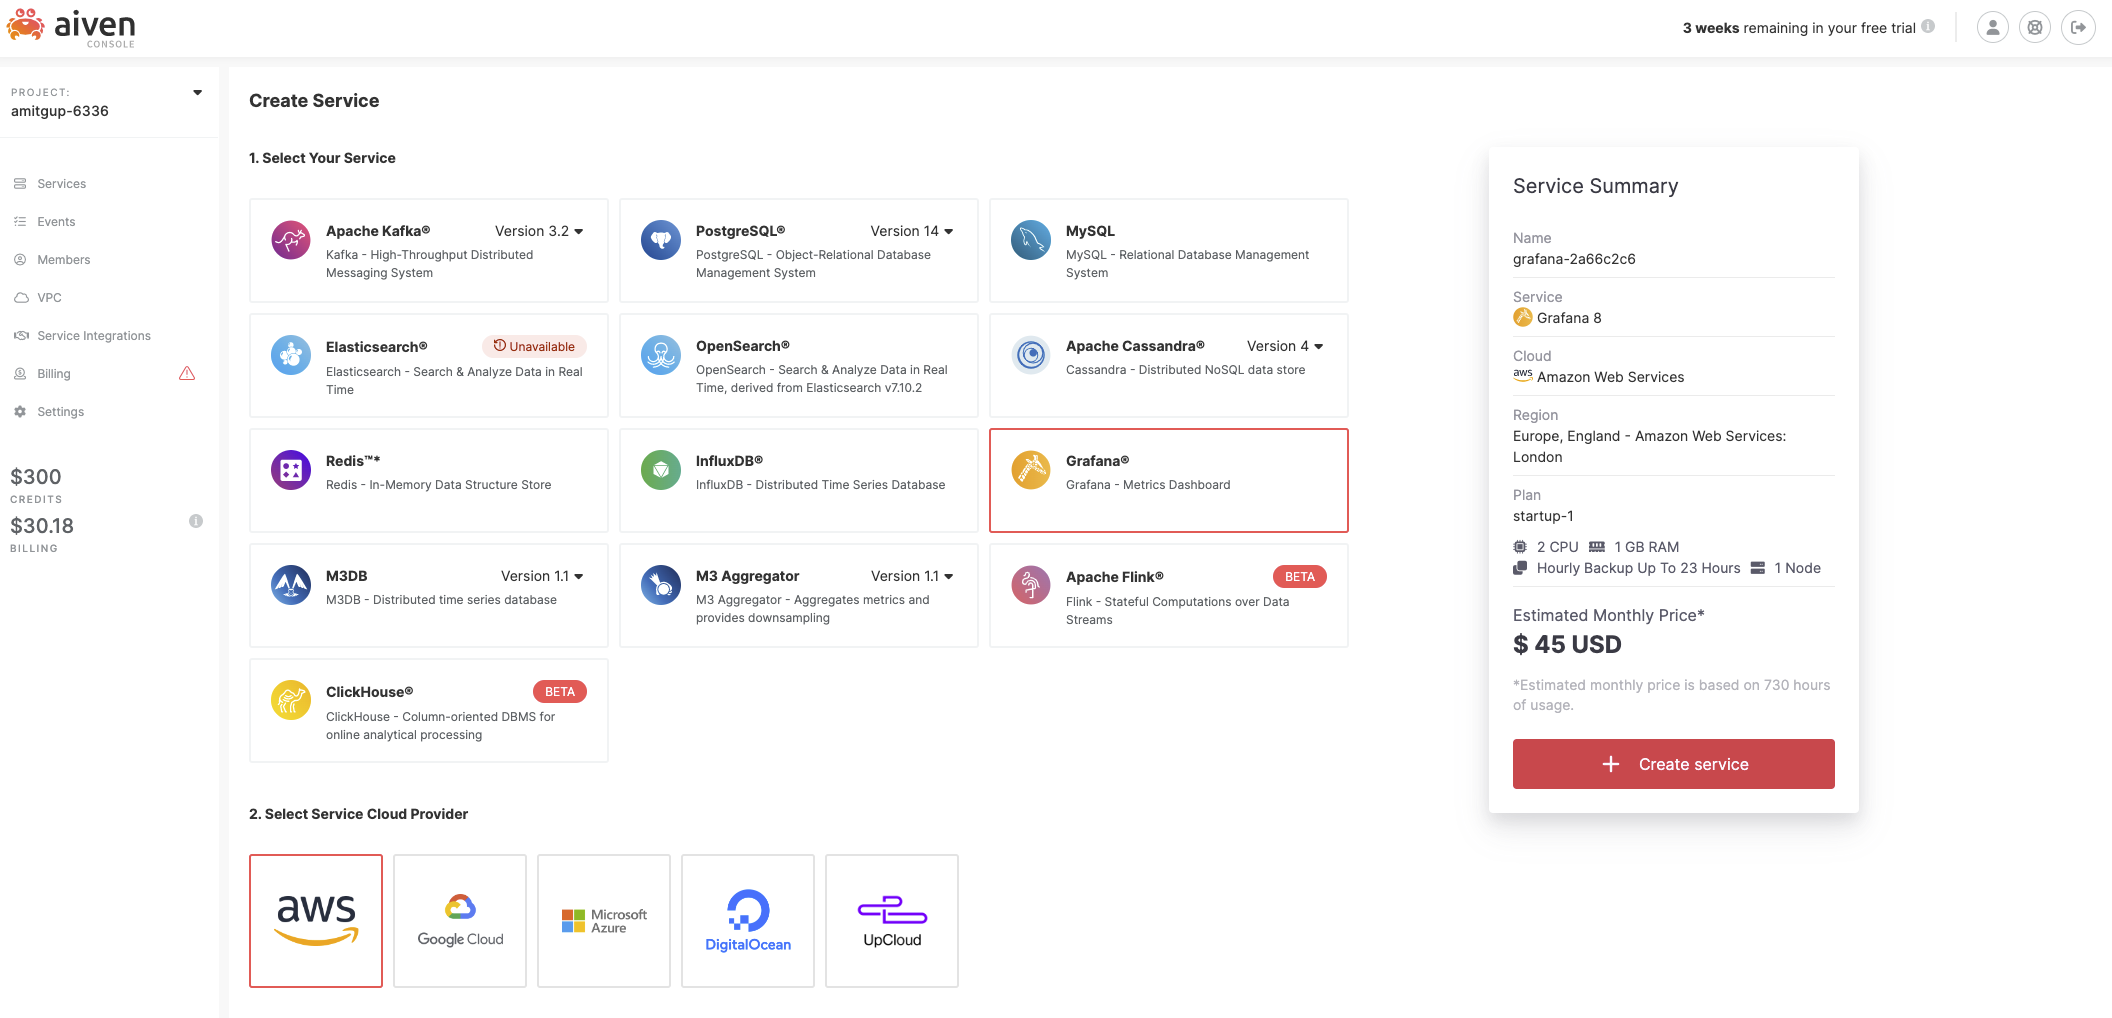 aiven
CONSOLE
3 weeks remaining in your free trial
PROJECT:
amitgup-6336
Services
Events
Members
VPC
Service Integrations
Billing
Settings
$300
CREDITS
$30.18
BILLING
Create Service
1. Select Your Service
Apache Kafka® Version 3.2
Kafka - High-Throughput Distributed
Messaging System
PostgreSQL® Version 14
PostgreSQL - Object-Relational Database
Management System
MySQL
MySQL - Relational Database Management
System
Elasticsearch® Unavailable
Elasticsearch - Search & Analyze Data in Real
Time
OpenSearch®
OpenSearch - Search & Analyze Data in Real
Time, derived from Elasticsearch v7.10.2
Apache Cassandra® Version 4
Cassandra - Distributed NoSQL data store
Redis™*
Redis - In-Memory Data Structure Store
InfluxDB®
InfluxDB - Distributed Time Series Database
Grafana®
Grafana - Metrics Dashboard
M3DB Version 1.1
M3DB - Distributed time series database
M3 Aggregator Version 1.1
M3 Aggregator - Aggregates metrics and
provides downsampling
Apache Flink® BETA
Flink - Stateful Computations over Data
Streams
ClickHouse® BETA
ClickHouse - Column-oriented DBMS for
online analytical processing
2. Select Service Cloud Provider
aws
Google Cloud
Microsoft
Azure
DigitalOcean
UpCloud
Service Summary
Name
grafana-2a66c2c6
Service
Grafana 8
Cloud
aws Amazon Web Services
Region
Europe, England - Amazon Web Services:
London
Plan
startup-1
2 CPU 1 GB RAM
Hourly Backup Up To 23 Hours 1 Node
Estimated Monthly Price*
$ 45 USD
*Estimated monthly price is based on 730 hours
of usage.
+ Create service